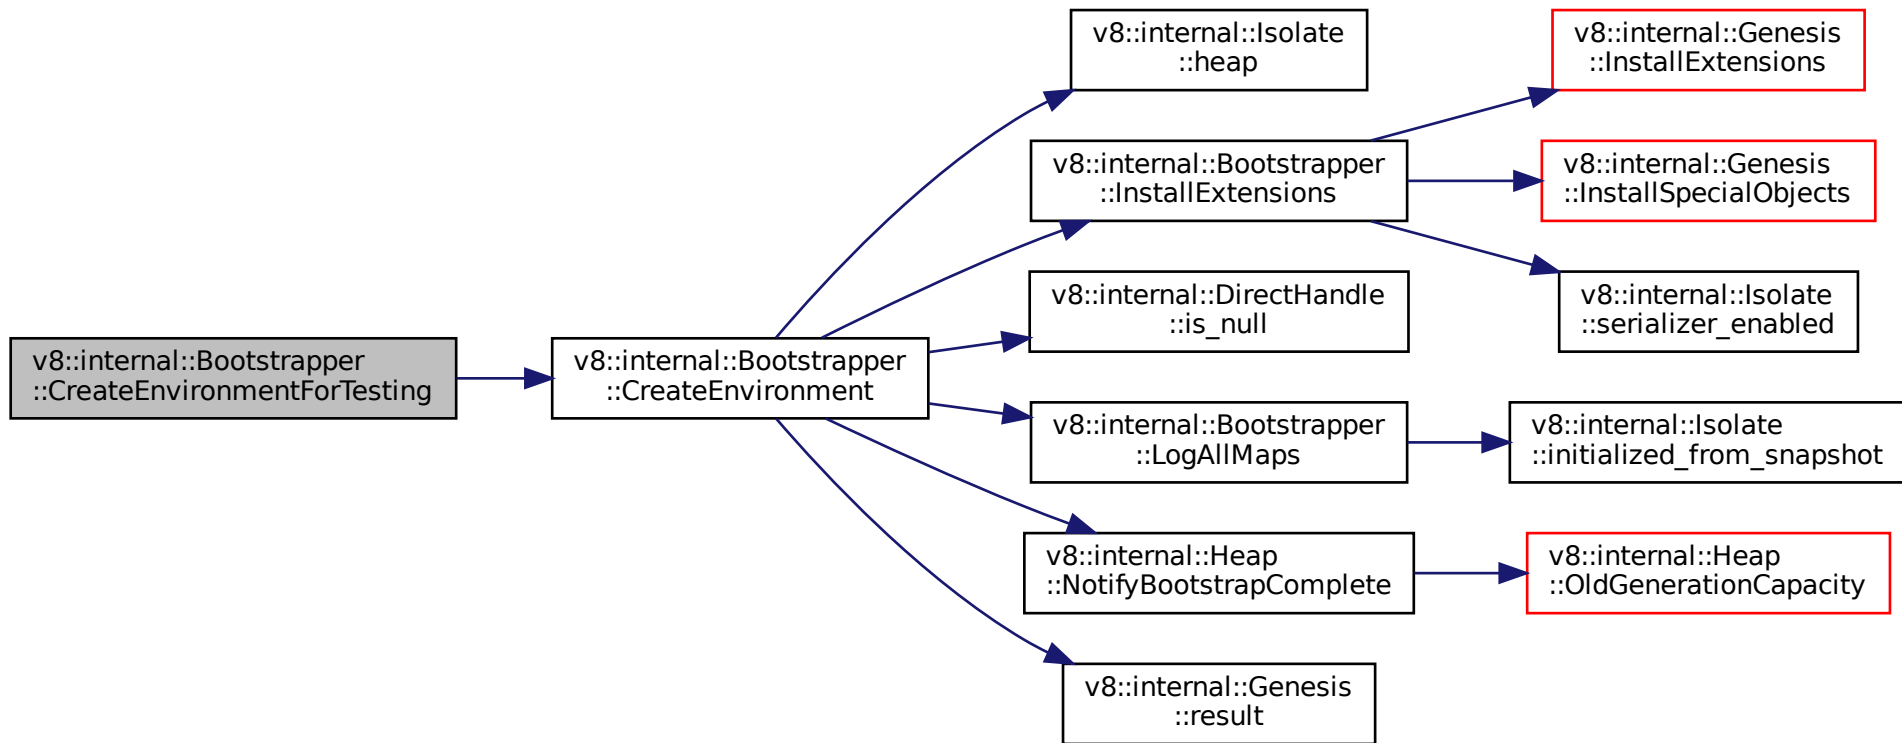 v8::internal::Isolate
::heap
v8::internal::Genesis
::InstallExtensions
v8::internal::Bootstrapper
::InstallExtensions
v8::internal::Genesis
::InstallSpecialObjects
v8::internal::DirectHandle
::is_null
v8::internal::Isolate
::serializer_enabled
v8::internal::Bootstrapper
::CreateEnvironmentForTesting
v8::internal::Bootstrapper
::CreateEnvironment
v8::internal::Bootstrapper
::LogAllMaps
v8::internal::Isolate
::initialized_from_snapshot
v8::internal::Heap
::NotifyBootstrapComplete
v8::internal::Heap
::OldGenerationCapacity
v8::internal::Genesis
::result